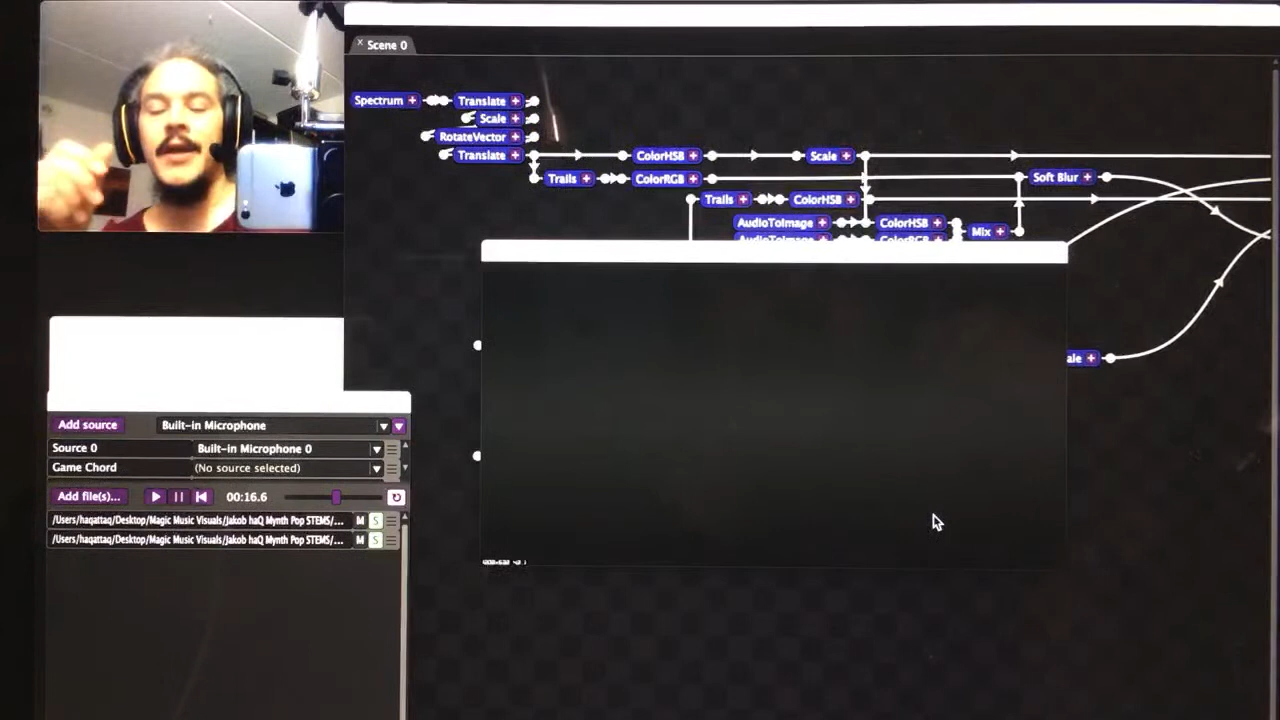 Scene 0
Spectrum
Translate
Scale
RotateVector
Translate
ColorHSB
Scale
Trails
ColorRGB
Soft Blur
Trails
ColorHSB
AudioToImage
ColorHSB
Mix
AudioToImage
ColorRGB
ale
Add source
Built-in Microphone
Source 0
Built-in Microphone 0
Game Chord
(No source selected)
Add file(s)...
00:16.6
/Users/haqattaq/Desktop/Magic Music Visuals/Jakob haQ Mynth Pop STEMS/...
M
S
/Users/haqattaq/Desktop/Magic Music Visuals/Jakob haQ Mynth Pop STEMS/...
M
S